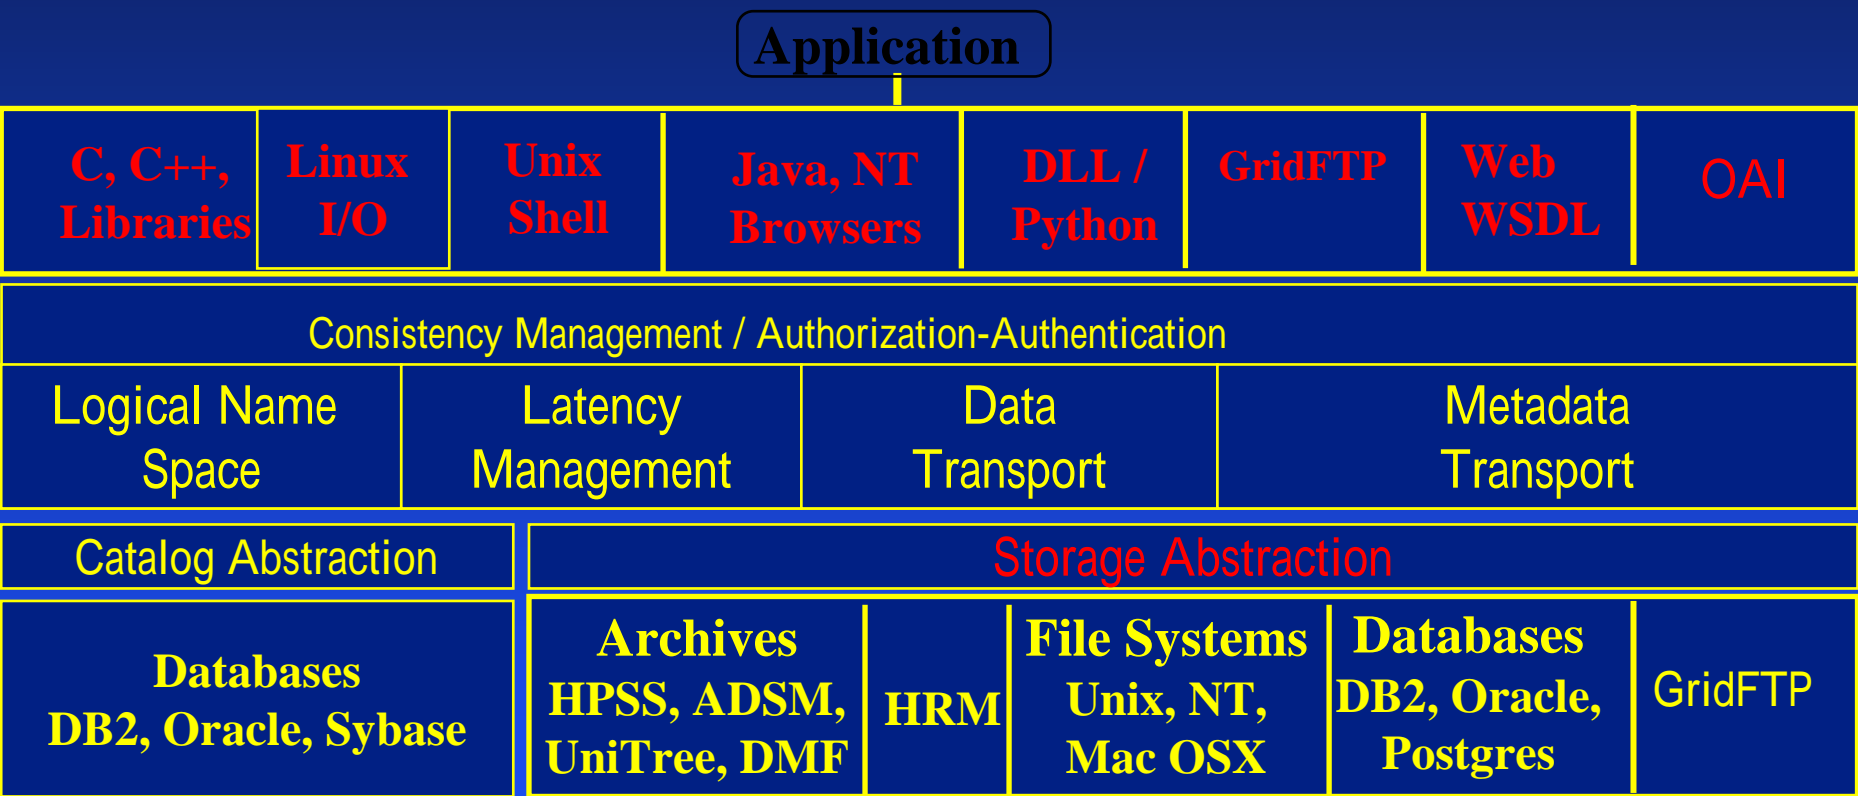 Application
C, C++,
Libraries
Linux
I/O
Unix
Shell
Java, NT
Browsers
DLL /
Python
GridFTP
Web
WSDL
OAI
Consistency Management / Authorization-Authentication
Logical Name
Space
Latency
Management
Data
Transport
Metadata
Transport
Catalog Abstraction
Storage Abstraction
Databases
DB2, Oracle, Sybase
Archives
HPSS, ADSM,
UniTree, DMF
HRM
File Systems
Unix, NT,
Mac OSX
Databases
DB2, Oracle,
Postgres
GridFTP